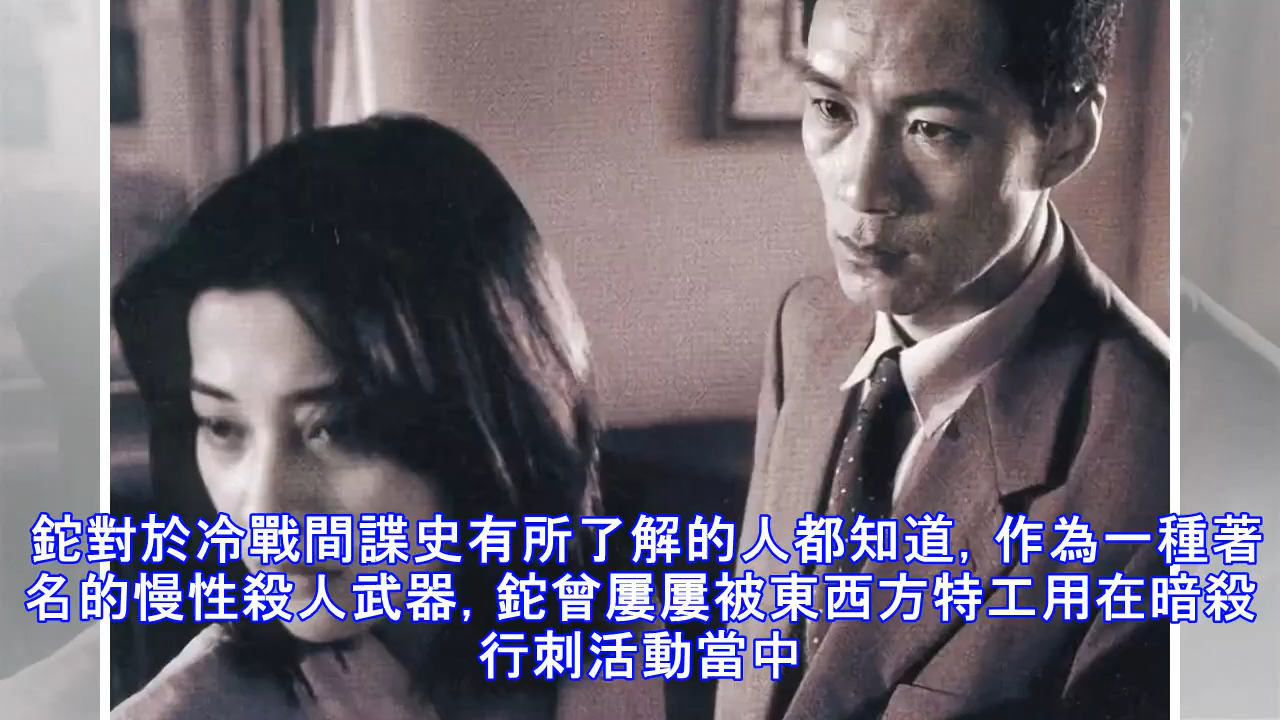 鉈對於冷戰間諜史有所了解的人都知道, 作為一種著
名的慢性殺人武器, 鉈曾屢屢被東西方特工用在暗殺
行刺活動當中